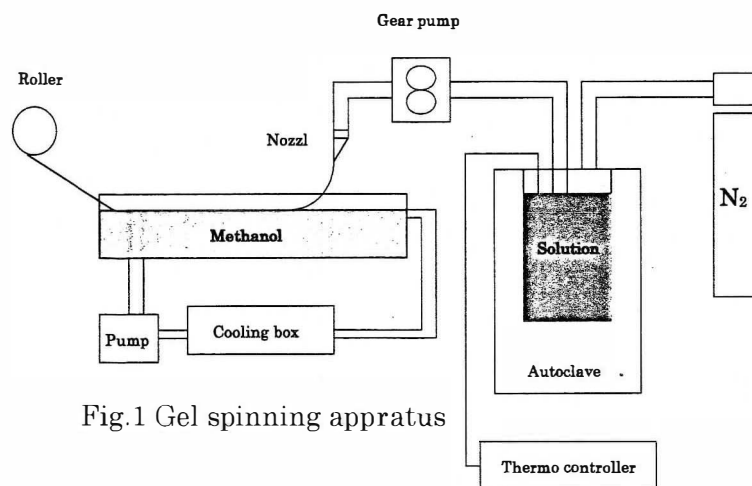 Gear pump
Roller
Nozzl
N2
Methanol
Solution
Pump
Cooling box
Autoclave
Fig.1 Gel spinning appratus
Thermo controller